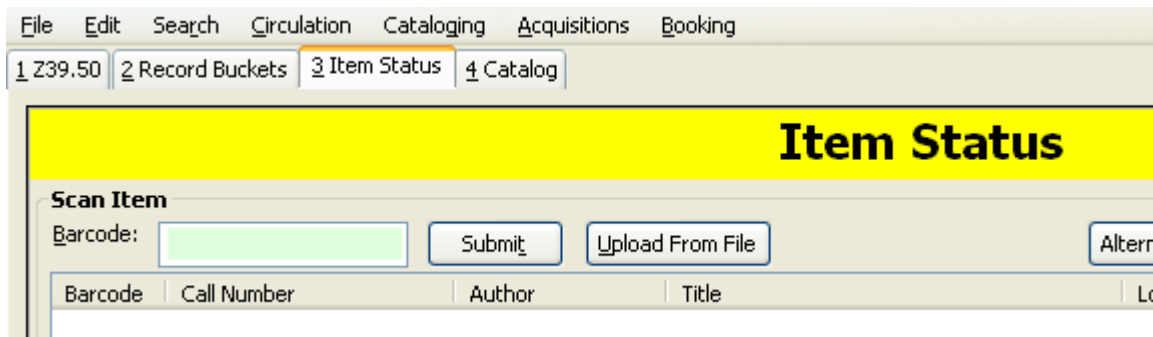 File Edit Search Circulation Cataloging Acquisitions Booking
1 Z39.50 2 Record Buckets 3 Item Status 4 Catalog
Item Status
Scan Item
Barcode: Submit Upload From File
Barcode Call Number Author Title